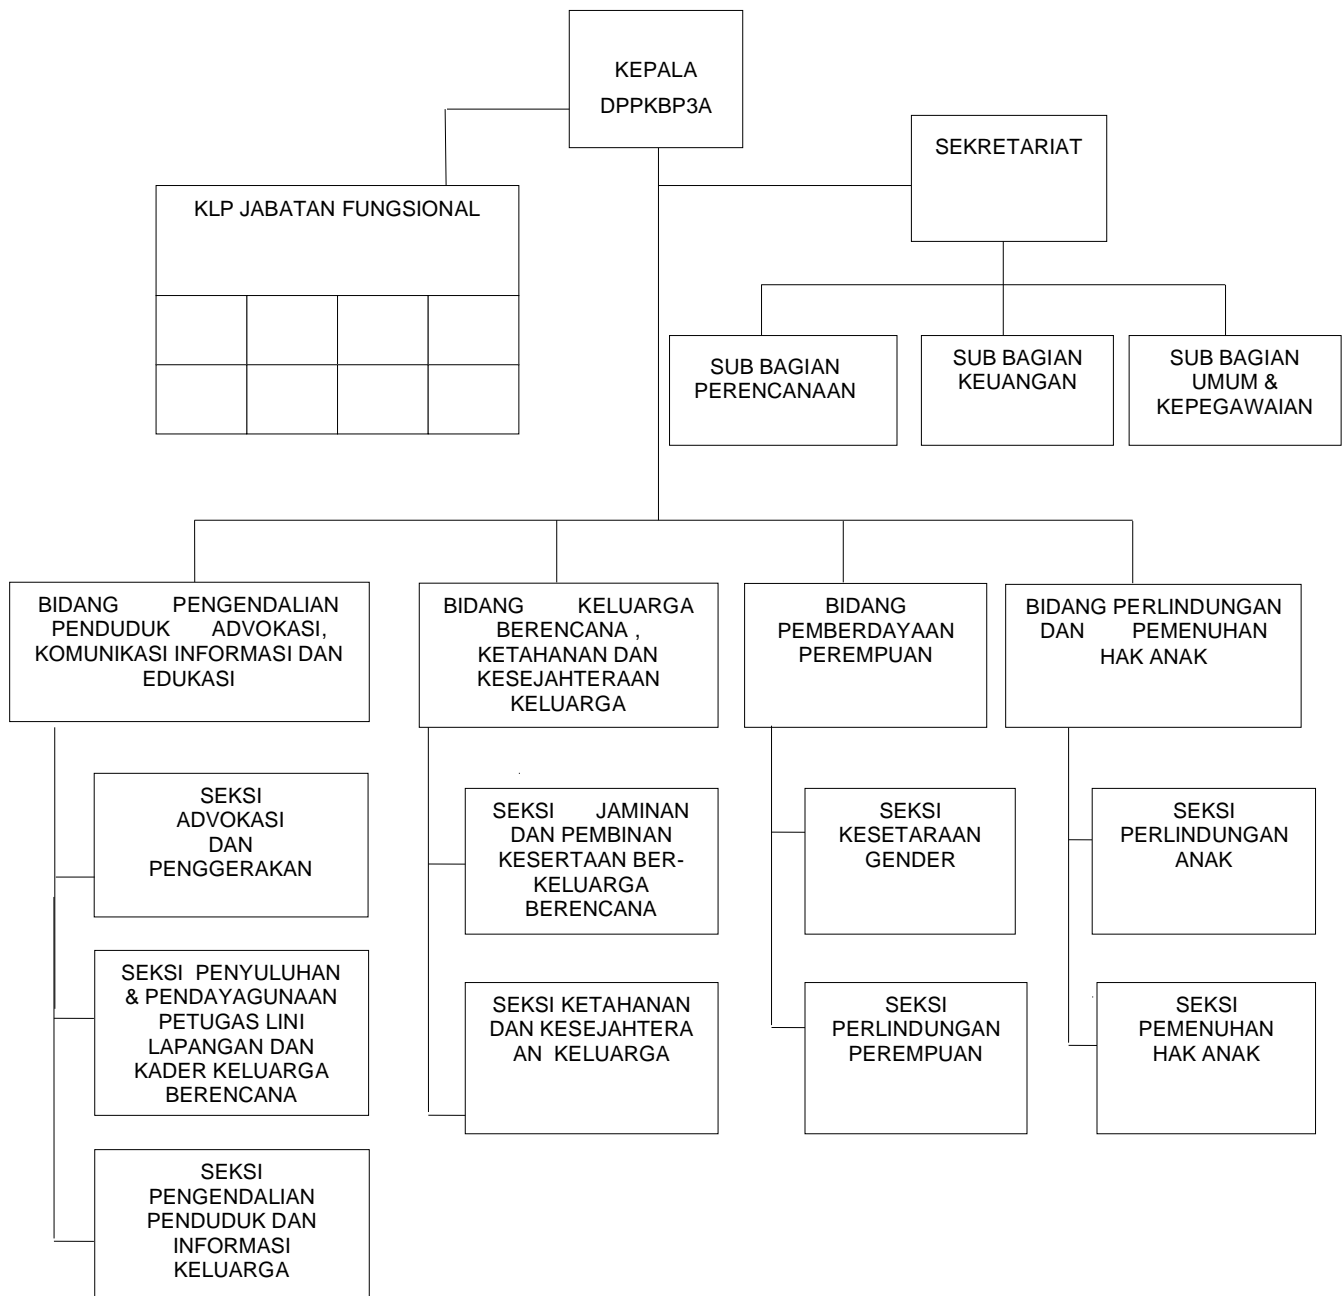 KEPALA
DPPKBP3A
SEKRETARIAT
KLP JABATAN FUNGSIONAL
SUB BAGIAN
PERENCANAAN
SUB BAGIAN
KEUANGAN
SUB BAGIAN
UMUM &
KEPEGAWAIAN
BIDANG PENGENDALIAN
PENDUDUK ADVOKASI,
KOMUNIKASI INFORMASI DAN
EDUKASI
BIDANG KELUARGA
BERENCANA ,
KETAHANAN DAN
KESEJAHTERAAN
KELUARGA
BIDANG
PEMBERDAYAAN
PEREMPUAN
BIDANG PERLINDUNGAN
DAN PEMENUHAN
HAK ANAK
SEKSI
ADVOKASI
DAN
PENGGERAKAN
SEKSI JAMINAN
DAN PEMBINAN
KESERTAAN BER-
KELUARGA
BERENCANA
SEKSI
KESETARAAN
GENDER
SEKSI
PERLINDUNGAN
ANAK
SEKSI PENYULUHAN
& PENDAYAGUNAAN
PETUGAS LINI
LAPANGAN DAN
KADER KELUARGA
BERENCANA
SEKSI KETAHANAN
DAN KESEJAHTERA
AN KELUARGA
SEKSI
PERLINDUNGAN
PEREMPUAN
SEKSI
PEMENUHAN
HAK ANAK
SEKSI
PENGENDALIAN
PENDUDUK DAN
INFORMASI
KELUARGA